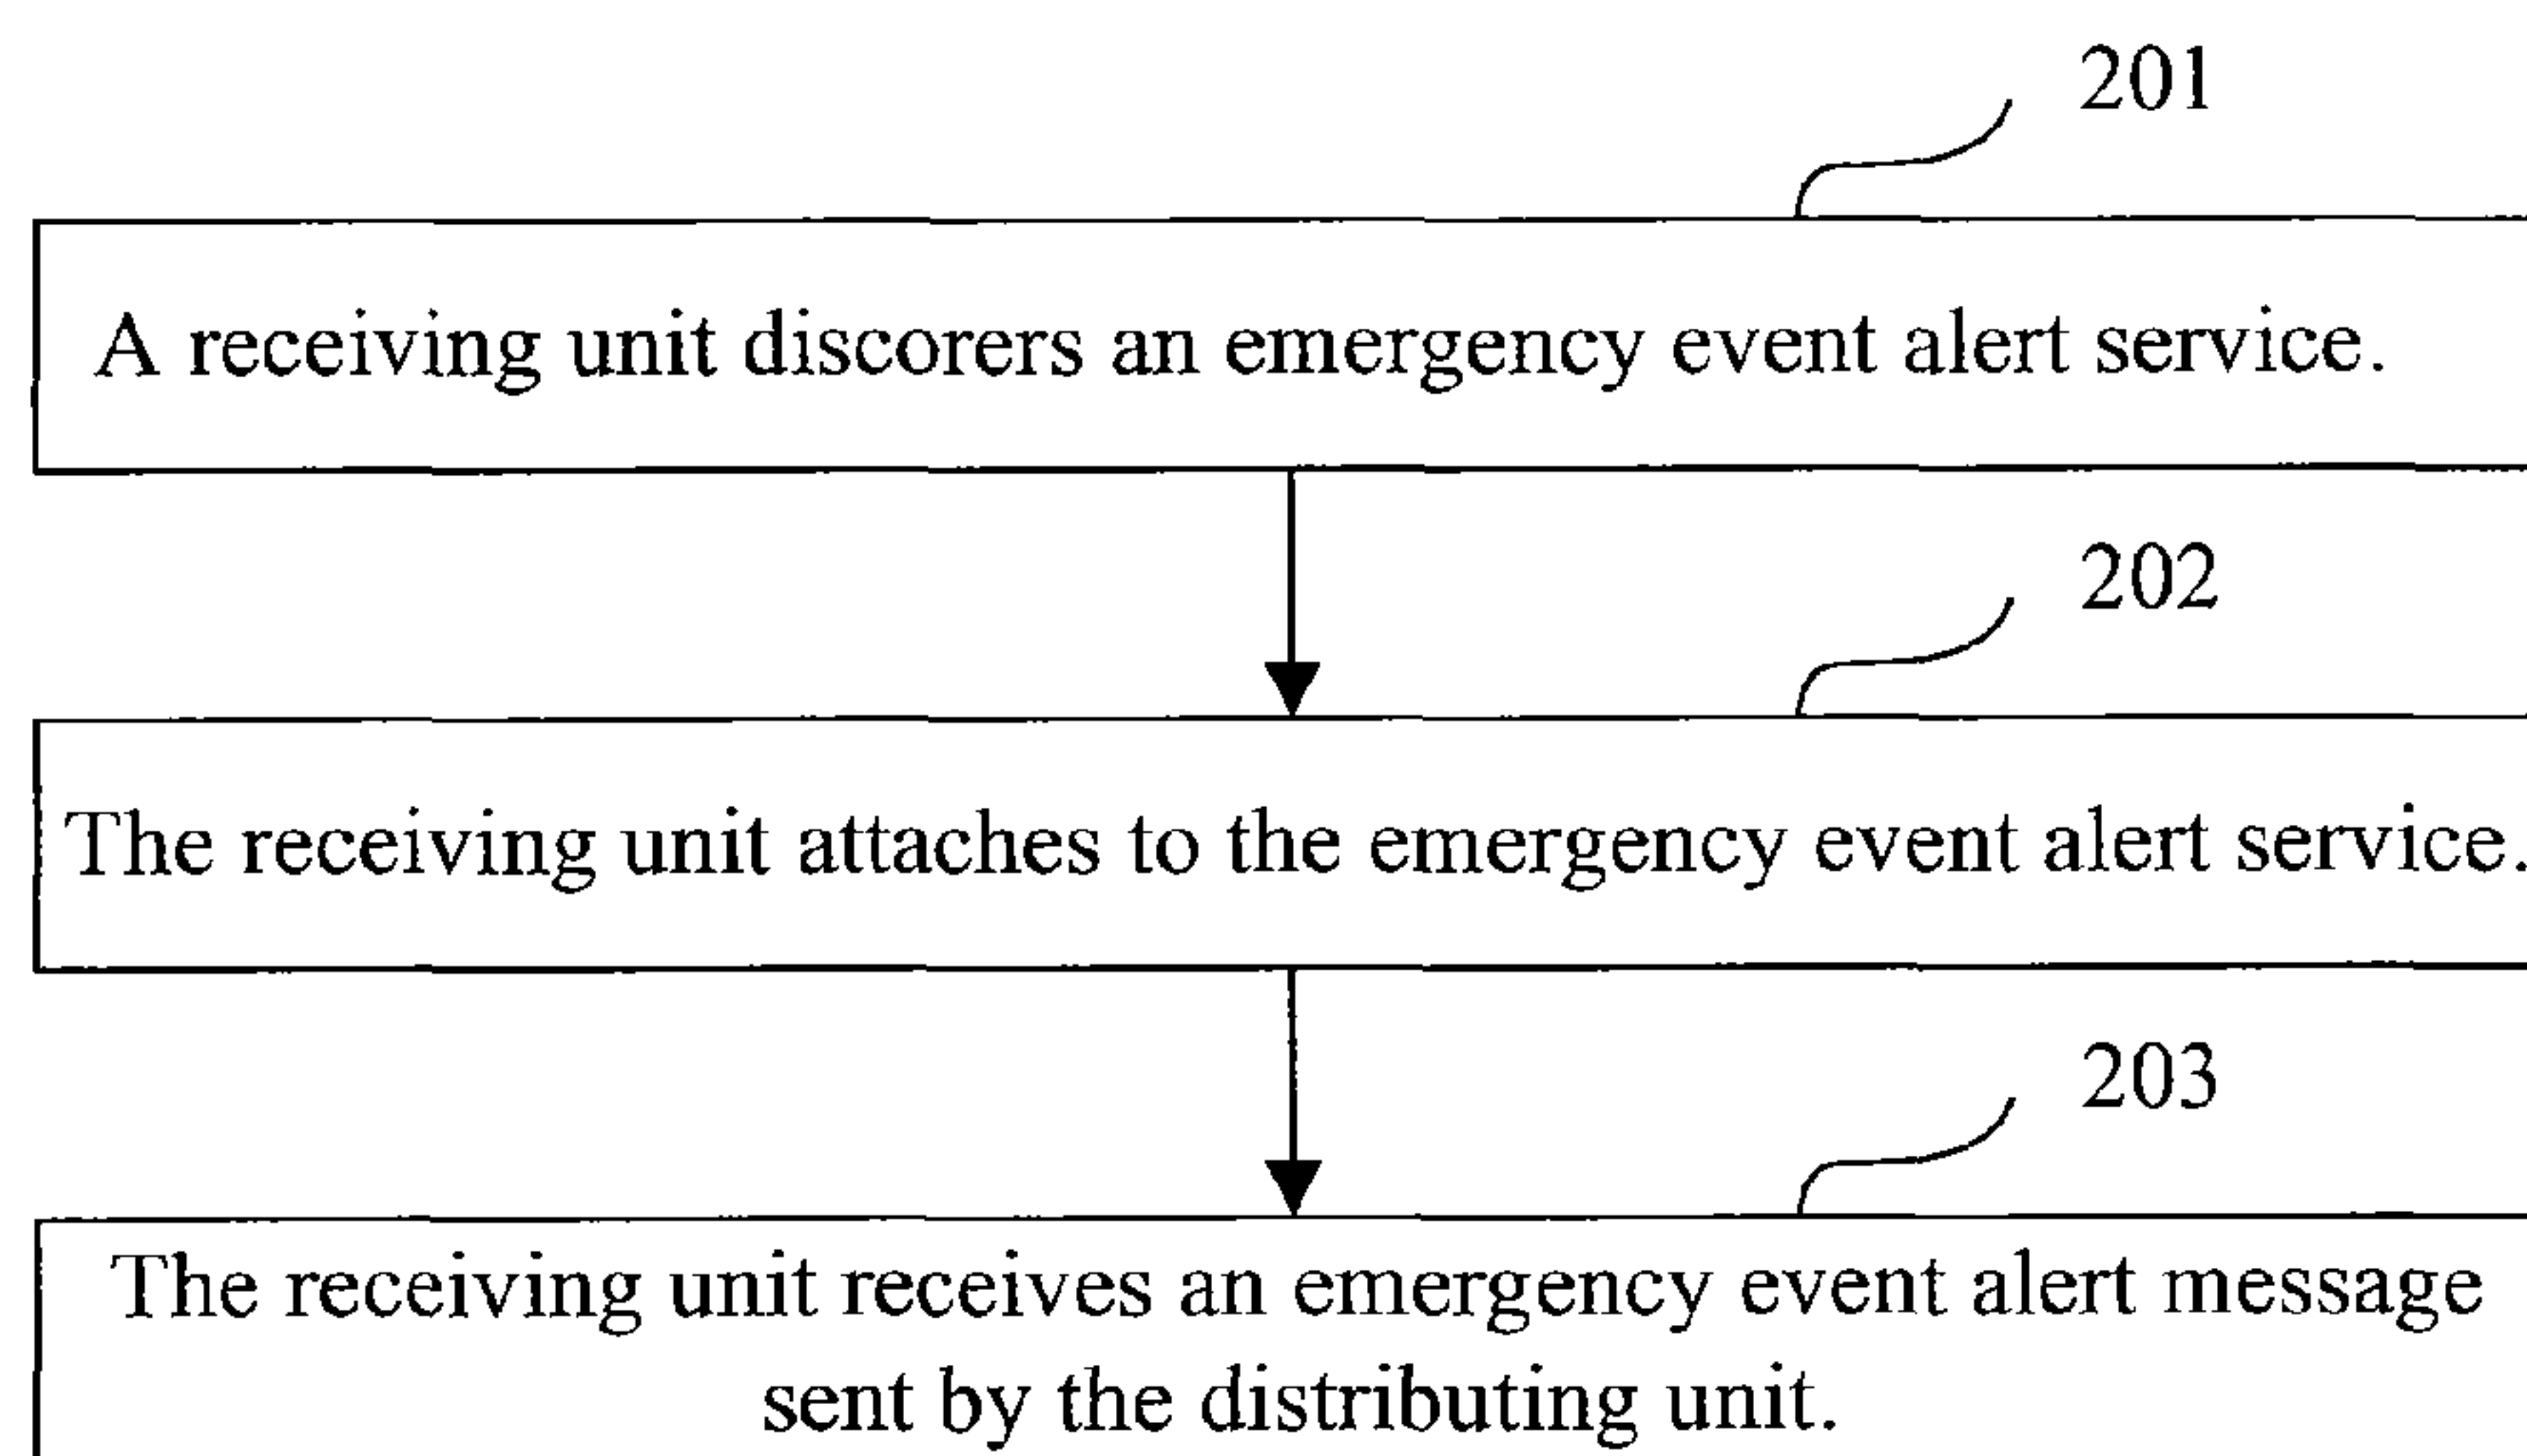 201
A receiving unit discorers an emergency event alert service.
202
The receiving unit attaches to the emergency event alert service.
203
The receiving unit receives an emergency event alert message
sent by the distributing unit.